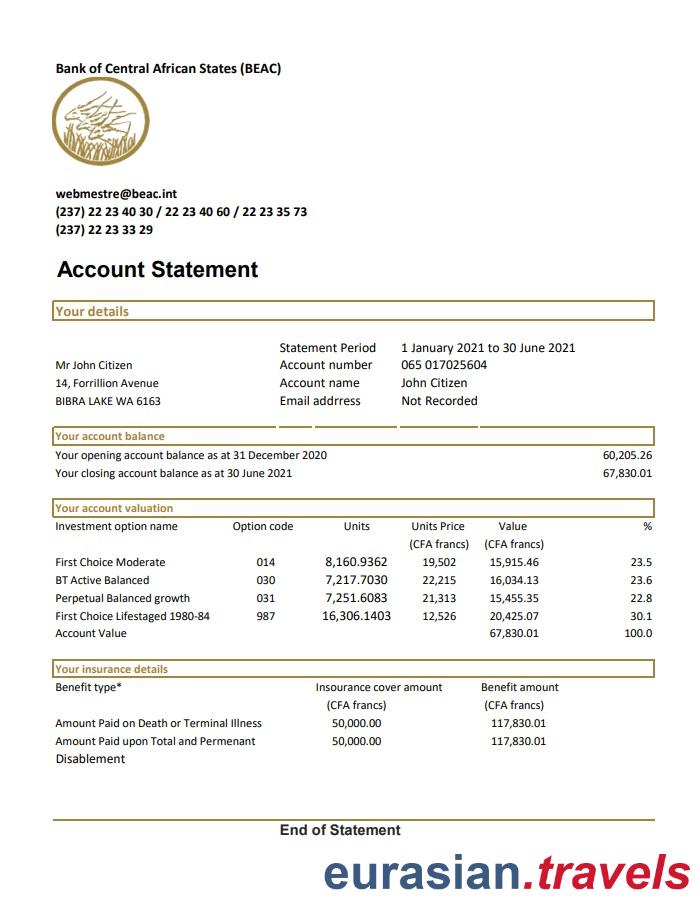 Bank of Central African States (BEAC)
webmestre@beac.int
(237) 22 23 40 30 / 22 23 40 60 / 22 23 35 73
(237) 22 23 33 29
Account Statement
Your details
Statement Period 1 January 2021 to 30 June 2021
Mr John Citizen Account number 065 017025604
14, Forrillion Avenue Account name John Citizen
BIBRA LAKE WA 6163 Email addrress Not Recorded
Your account balance
Your opening account balance as at 31 December 2020 60,205.26
Your closing account balance as at 30 June 2021 67,830.01
Your account valuation
Investment option name Option code Units Units Price Value %
(CFA francs) (CFA francs)
First Choice Moderate 014 8,160.9362 19,502 15,915.46 23.5
BT Active Balanced 030 7,217.7030 22,215 16,034.13 23.6
Perpetual Balanced growth 031 7,251.6083 21,313 15,455.35 22.8
First Choice Lifestaged 1980-84 987 16,306.1403 12,526 20,425.07 30.1
Account Value 67,830.01 100.0
Your insurance details
Benefit type* Insourance cover amount Benefit amount
(CFA francs) (CFA francs)
Amount Paid on Death or Terminal Illness 50,000.00 117,830.01
Amount Paid upon Total and Permenant 50,000.00 117,830.01
Disablement
End of Statement
eurasian.travels